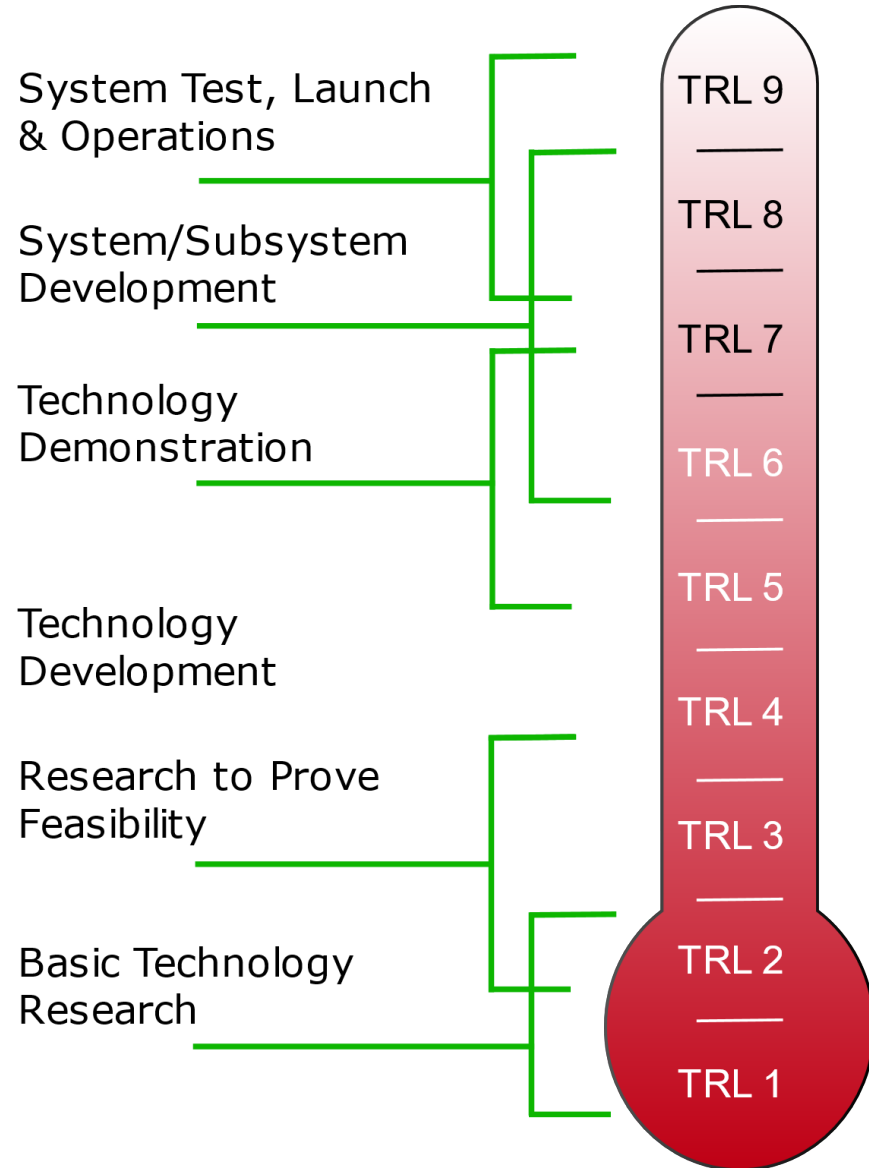 System Test, Launch
& Operations
System/Subsystem
Development
Technology
Demonstration
Technology
Development
Research to Prove
Feasibility
Basic Technology
Research
TRL 9
TRL 8
TRL 7
TRL 6
TRL 5
TRL 4
TRL 3
TRL 2
TRL 1